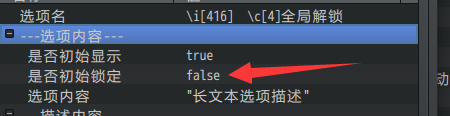 选项名 \i[416] \c[4]全局解锁
---选项内容---
是否初始显示 true
是否初始锁定 false
选项内容 "长文本选项描述"